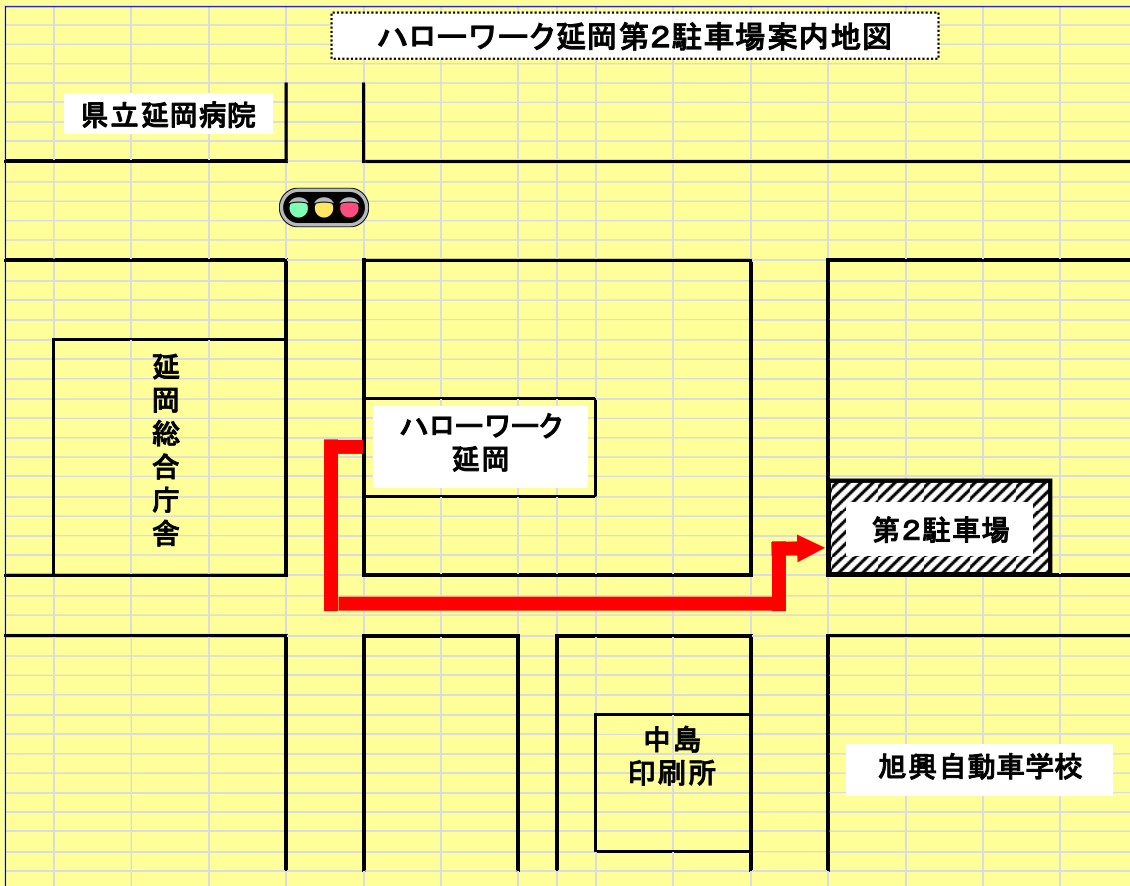 ハローワーク延岡第2駐車場案内地図
県立延岡病院
延岡総合庁舎
ハローワーク
延岡
第2駐車場
中島
印刷所
旭興自動車学校